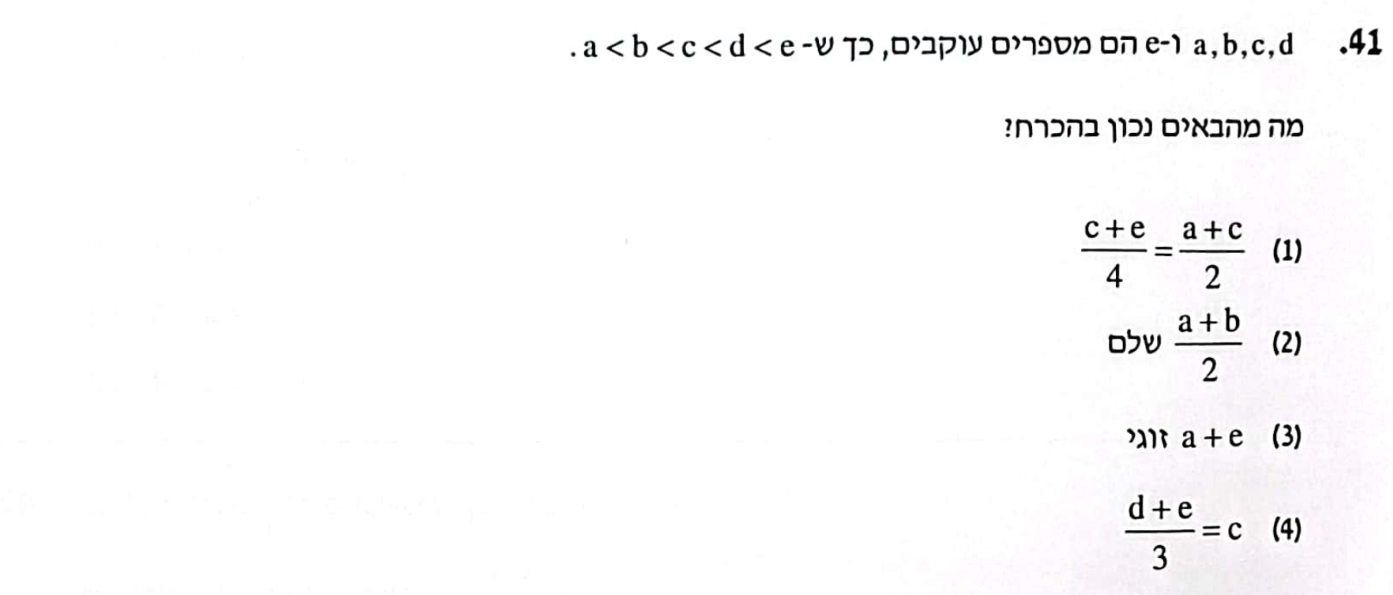 41. a,b,c,d ו-e הם מספרים עוקבים, כך ש- a<b<c<d<e .
מה מהבאים נכון בהכרח?
(1) \frac{a+c}{2} = \frac{c+e}{4}
(2) \frac{a+b}{2} שלם
(3) a+e זוגי
(4) \frac{d+e}{3} = c